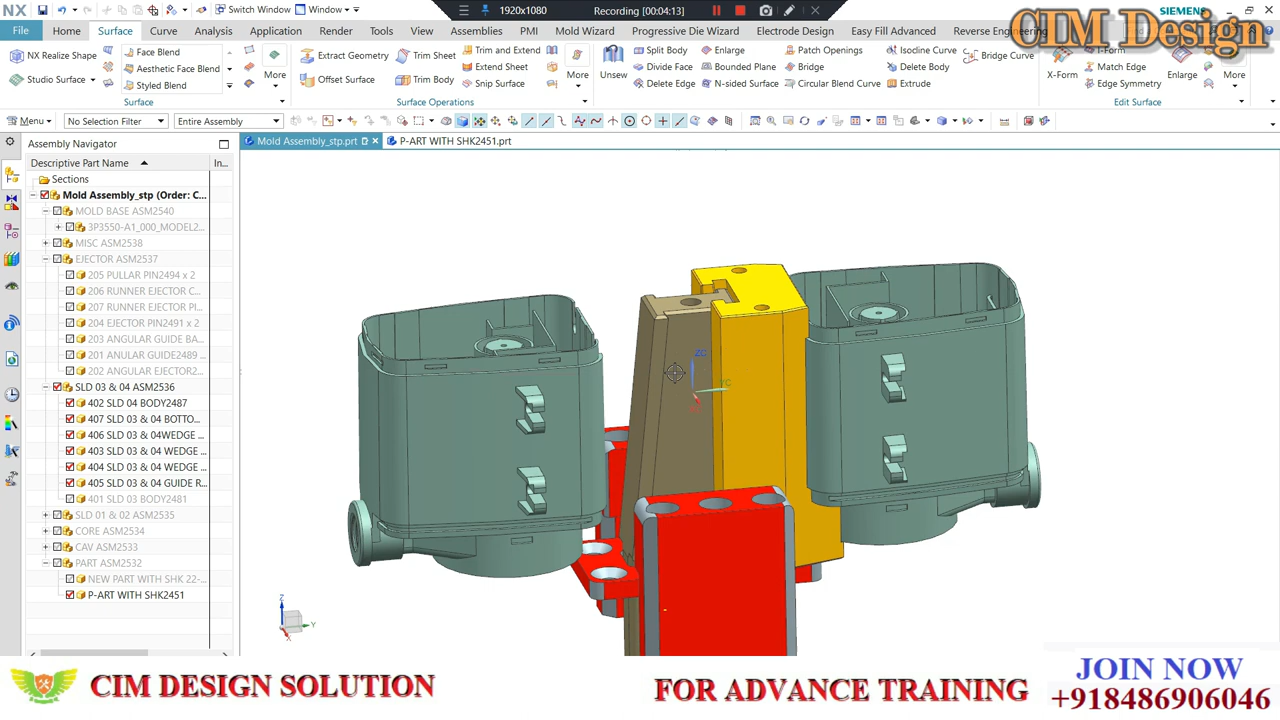 NX
Switch Window
Window
1920x1080
Recording [00:04:13]
SIEMENS
CIM Design
File
Home
Surface
Curve
Analysis
Application
Render
Tools
View
Assemblies
PMI
Mold Wizard
Progressive Die Wizard
Electrode Design
Easy Fill Advanced
Reverse Engineering
NX Realize Shape
Studio Surface
Face Blend
Aesthetic Face Blend
Styled Blend
More
Surface
Extract Geometry
Offset Surface
Trim Sheet
Trim Body
Trim and Extend
Extend Sheet
Snap Surface
More
Surface Operations
Unsew
Split Body
Divide Face
Delete Edge
Enlarge
Bounded Plane
N-sided Surface
Patch Openings
Bridge
Circular Blend Curve
Isocline Curve
Delete Body
Extrude
Bridge Curve
X-Form
I-Form
Match Edge
Edge Symmetry
Enlarge
More
Edit Surface
Menu
No Selection Filter
Entire Assembly
Assembly Navigator
Mold Assembly_stp.prt
P-ART WITH SHK2451.prt
Descriptive Part Name
In...
Sections
Mold Assembly_stp (Order: C...
MOLD BASE ASM2540
3P3550-A1_000_MODEL2...
MISC ASM2538
EJECTOR ASM2537
205 PULLAR PIN2494 x 2
206 RUNNER EJECTOR C...
207 RUNNER EJECTOR PI...
204 EJECTOR PIN2491 x 2
203 ANGULAR GUIDE BA...
201 ANULAR GUIDE2489 ...
202 ANGULAR EJECTOR2...
SLD 03 & 04 ASM2536
402 SLD 04 BODY2487
407 SLD 03 & 04 BOTTO...
406 SLD 03 & 04WEDGE ...
403 SLD 03 & 04 WEDGE ...
404 SLD 03 & 04 WEDGE ...
405 SLD 03 & 04 GUIDE R...
401 SLD 03 BODY2481
SLD 01 & 02 ASM2535
CORE ASM2534
CAV ASM2533
PART ASM2532
NEW PART WITH SHK 22-...
P-ART WITH SHK2451
ZC
YC
Z
Y
X
CIM DESIGN SOLUTION
FOR ADVANCE TRAINING
JOIN NOW
+918486906046